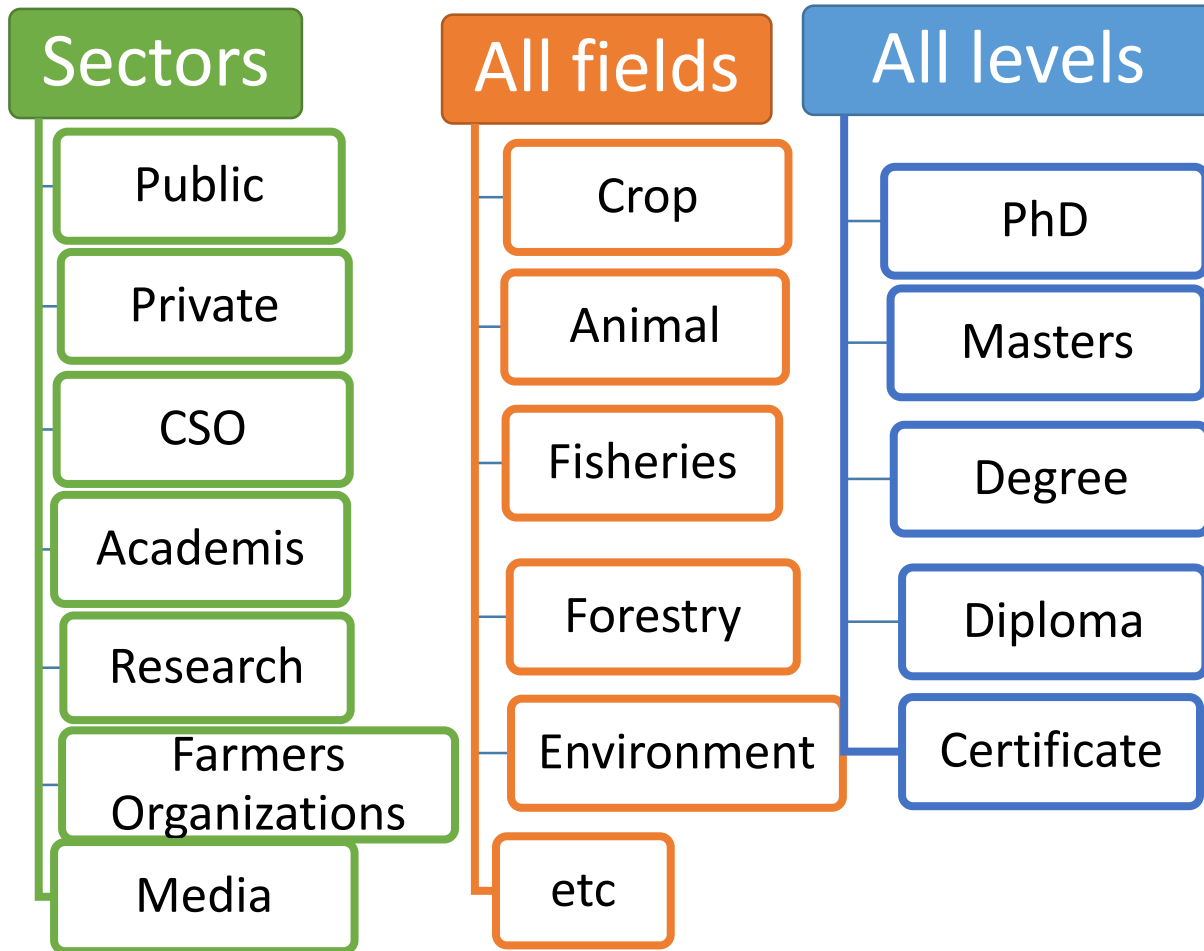 Sectors
Public
Private
CSO
Academis
Research
Farmers
Organizations
Media
All fields
Crop
Animal
Fisheries
Forestry
Environment
etc
All levels
PhD
Masters
Degree
Diploma
Certificate